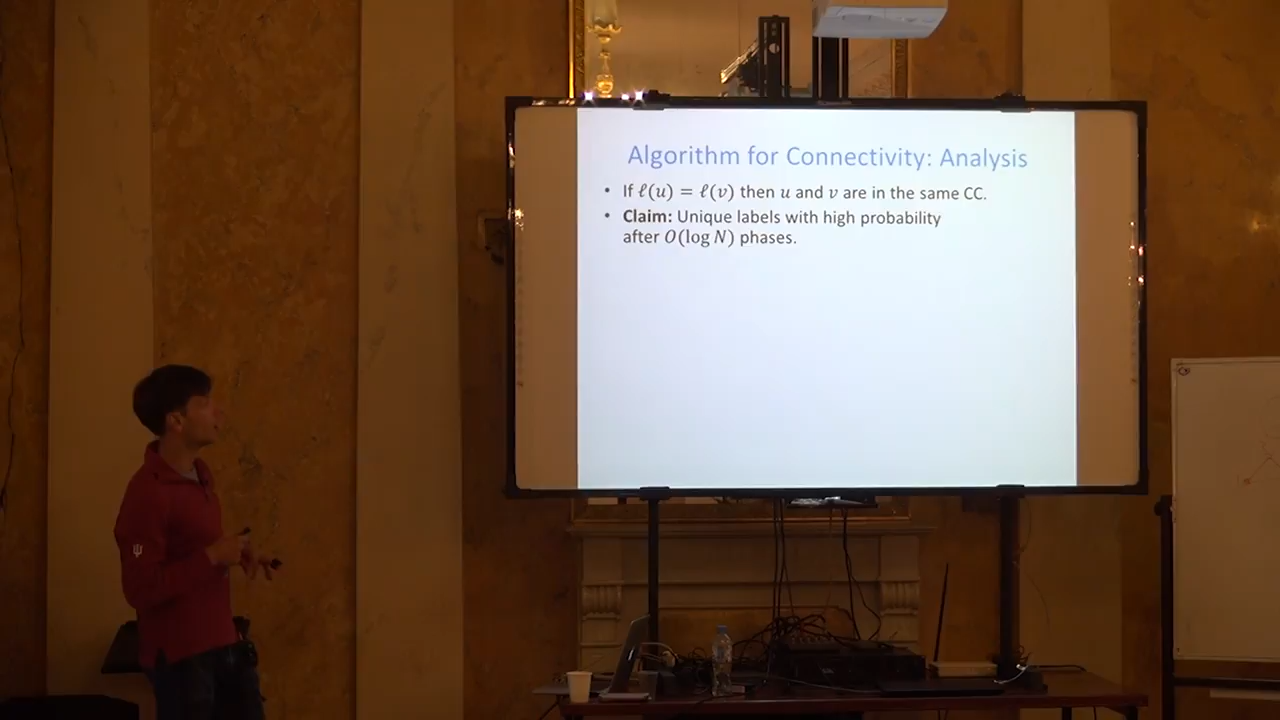 Algorithm for Connectivity: Analysis
• If ℓ(u) = ℓ(v) then u and v are in the same CC.
• Claim: Unique labels with high probability
after O(log N) phases.